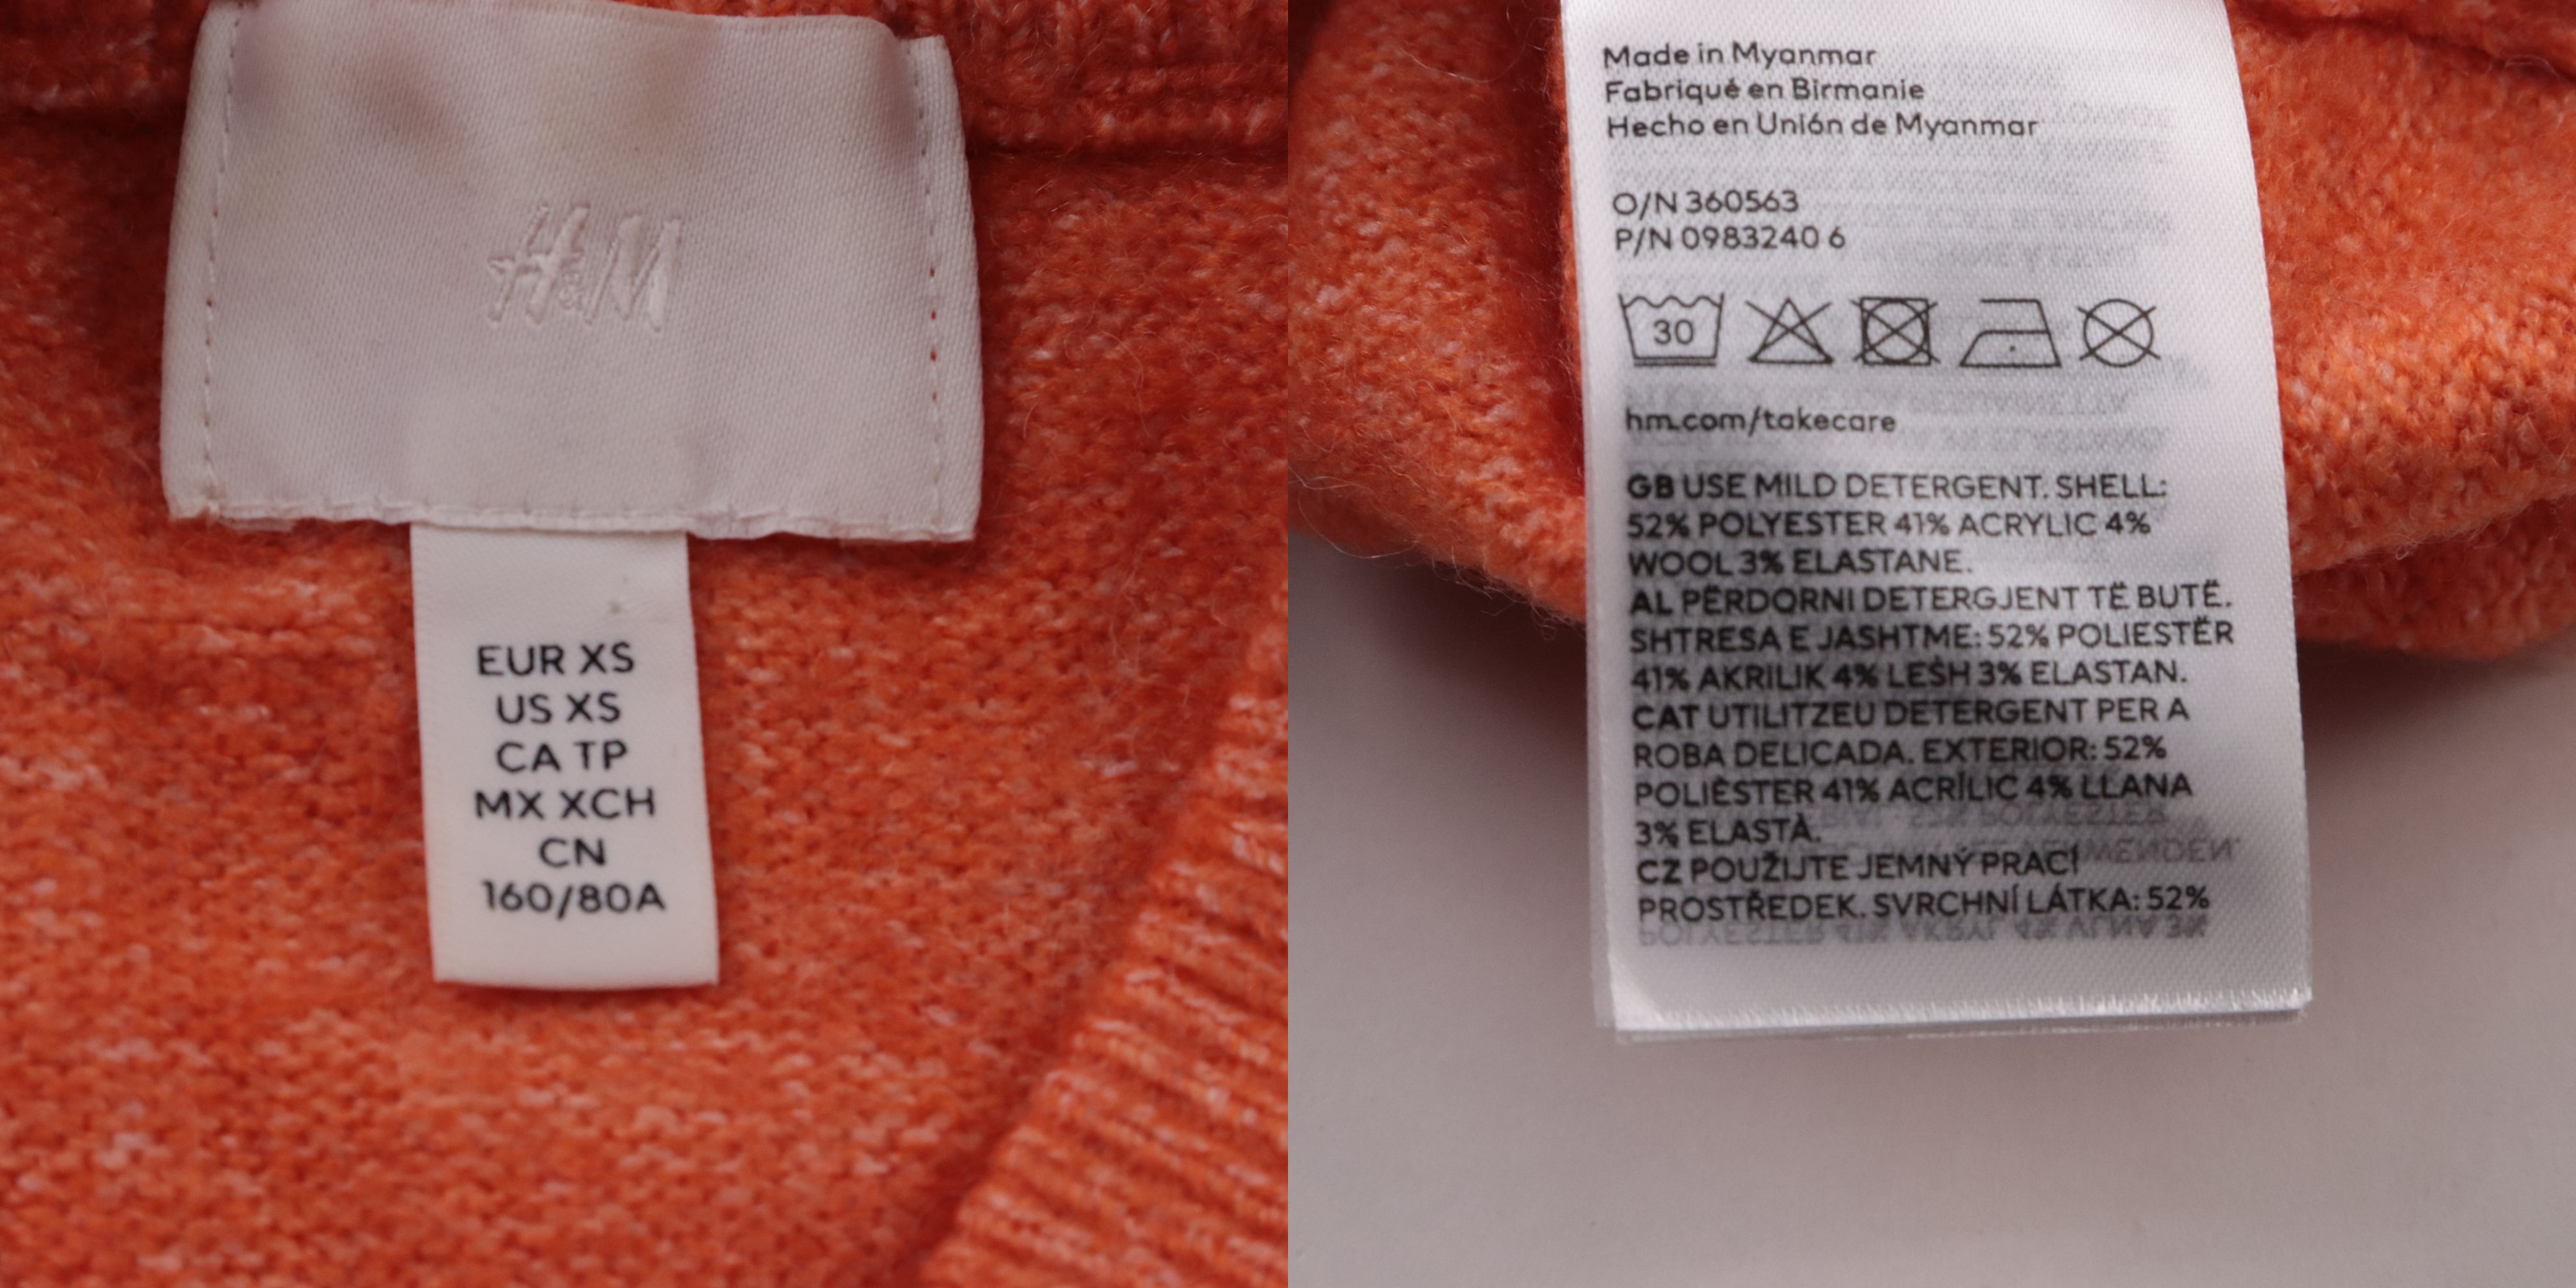 H&M
EUR XS
US XS
CA TP
MX XCH
CN
160/80A
Made in Myanmar
Fabriqué en Birmanie
Hecho en Unión de Myanmar
O/N 360563
P/N 0983240 6
30
hm.com/takecare
GB USE MILD DETERGENT. SHELL:
52% POLYESTER 41% ACRYLIC 4%
WOOL 3% ELASTANE.
AL PËRDORNI DETERGJENT TË BUTË.
SHTRESA E JASHTME: 52% POLIESTËR
41% AKRILIK 4% LESH 3% ELASTAN.
CAT UTILITZEU DETERGENT PER A
ROBA DELICADA. EXTERIOR: 52%
POLIÈSTER 41% ACRÍLIC 4% LLANA
3% ELASTÀ.
CZ POUŽIJTE JEMNÝ PRACÍ
PROSTŘEDEK. SVRCHNÍ LÁTKA: 52%